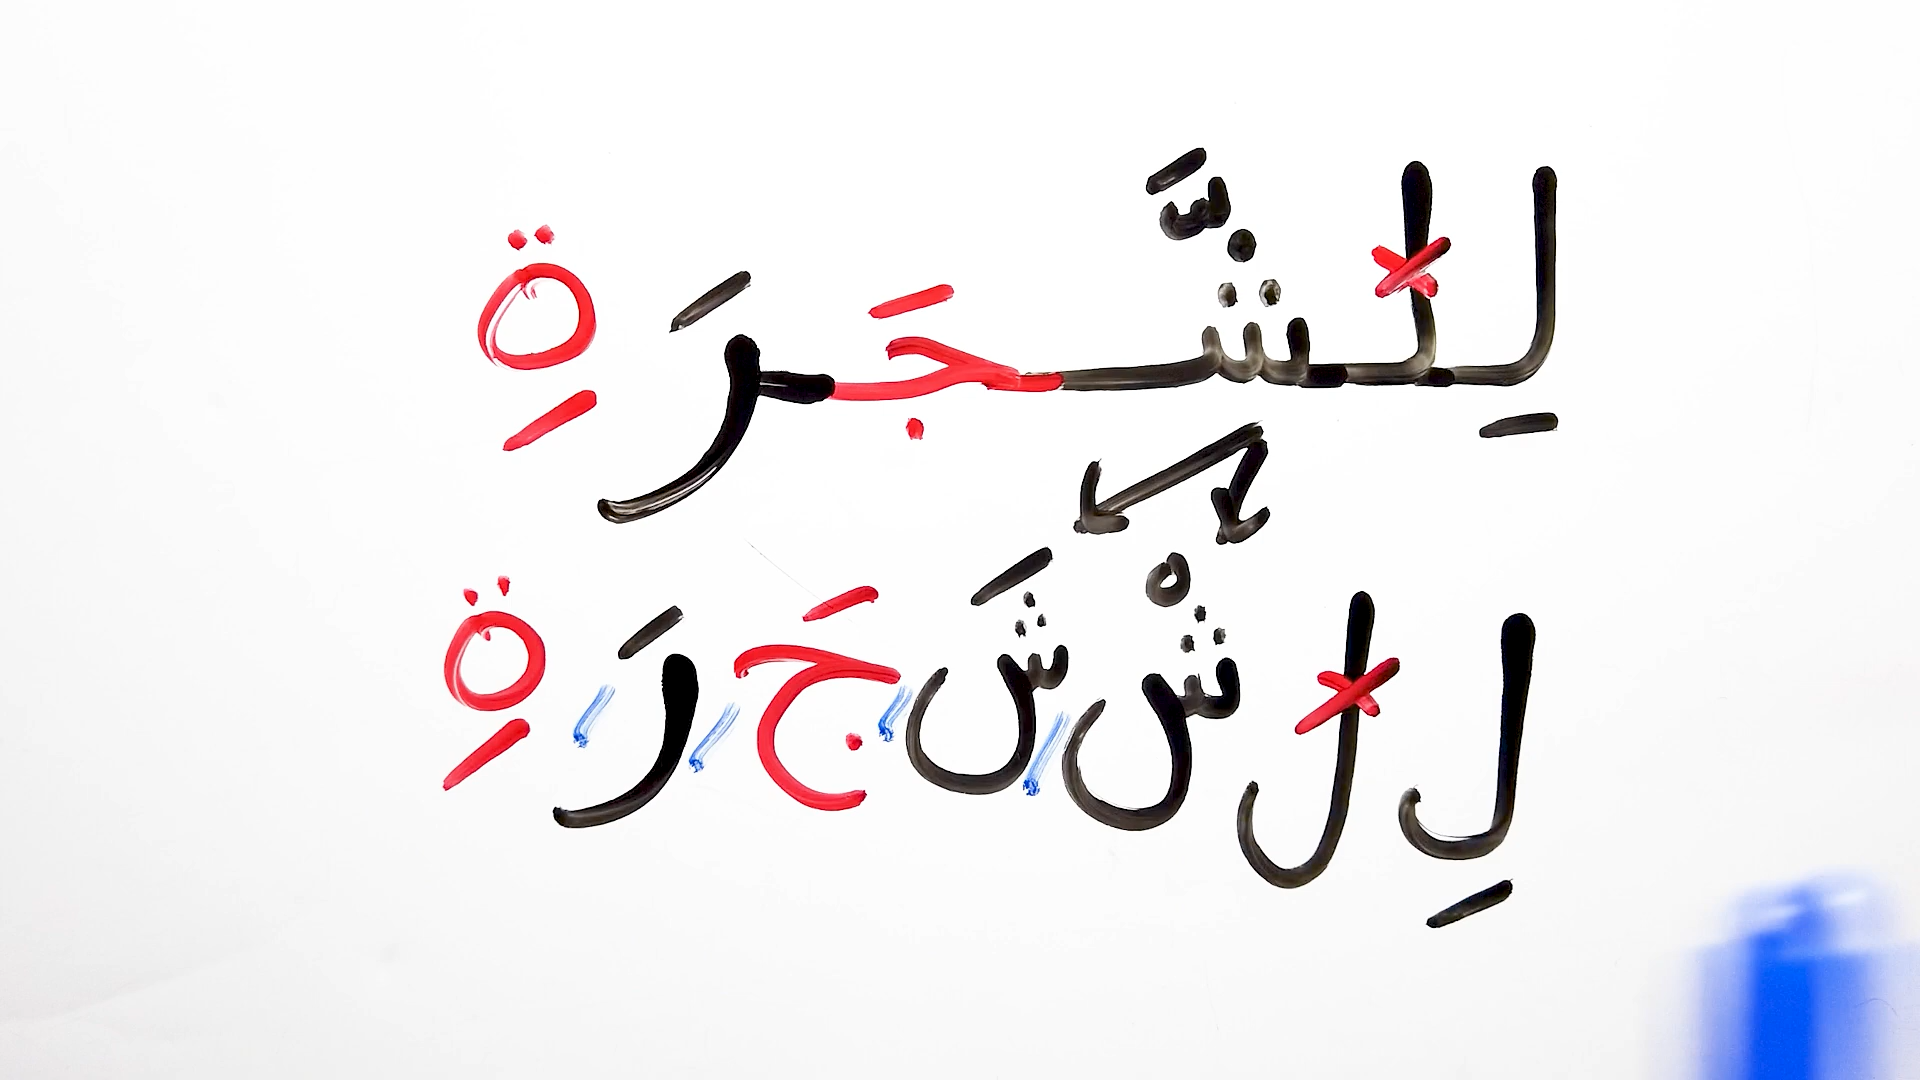 لِلشَّجَرَةِ
لِ ل شْ شَ جَ رَ ةِ